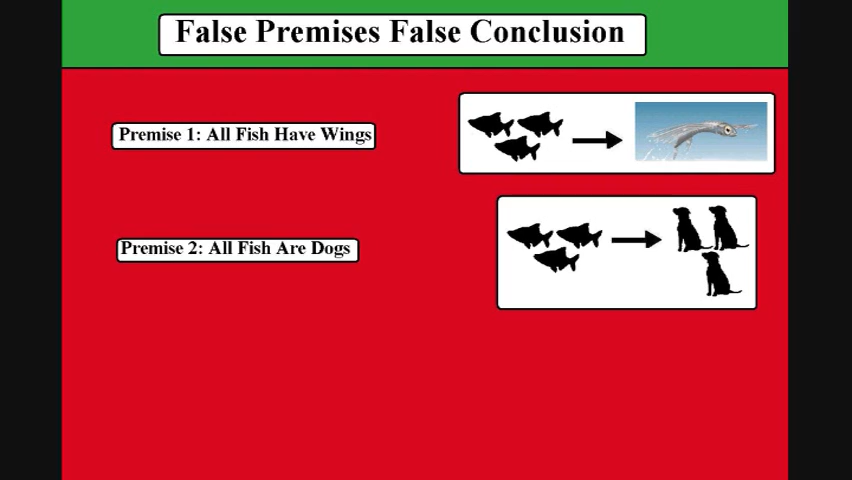 False Premises False Conclusion
Premise 1: All Fish Have Wings
Premise 2: All Fish Are Dogs